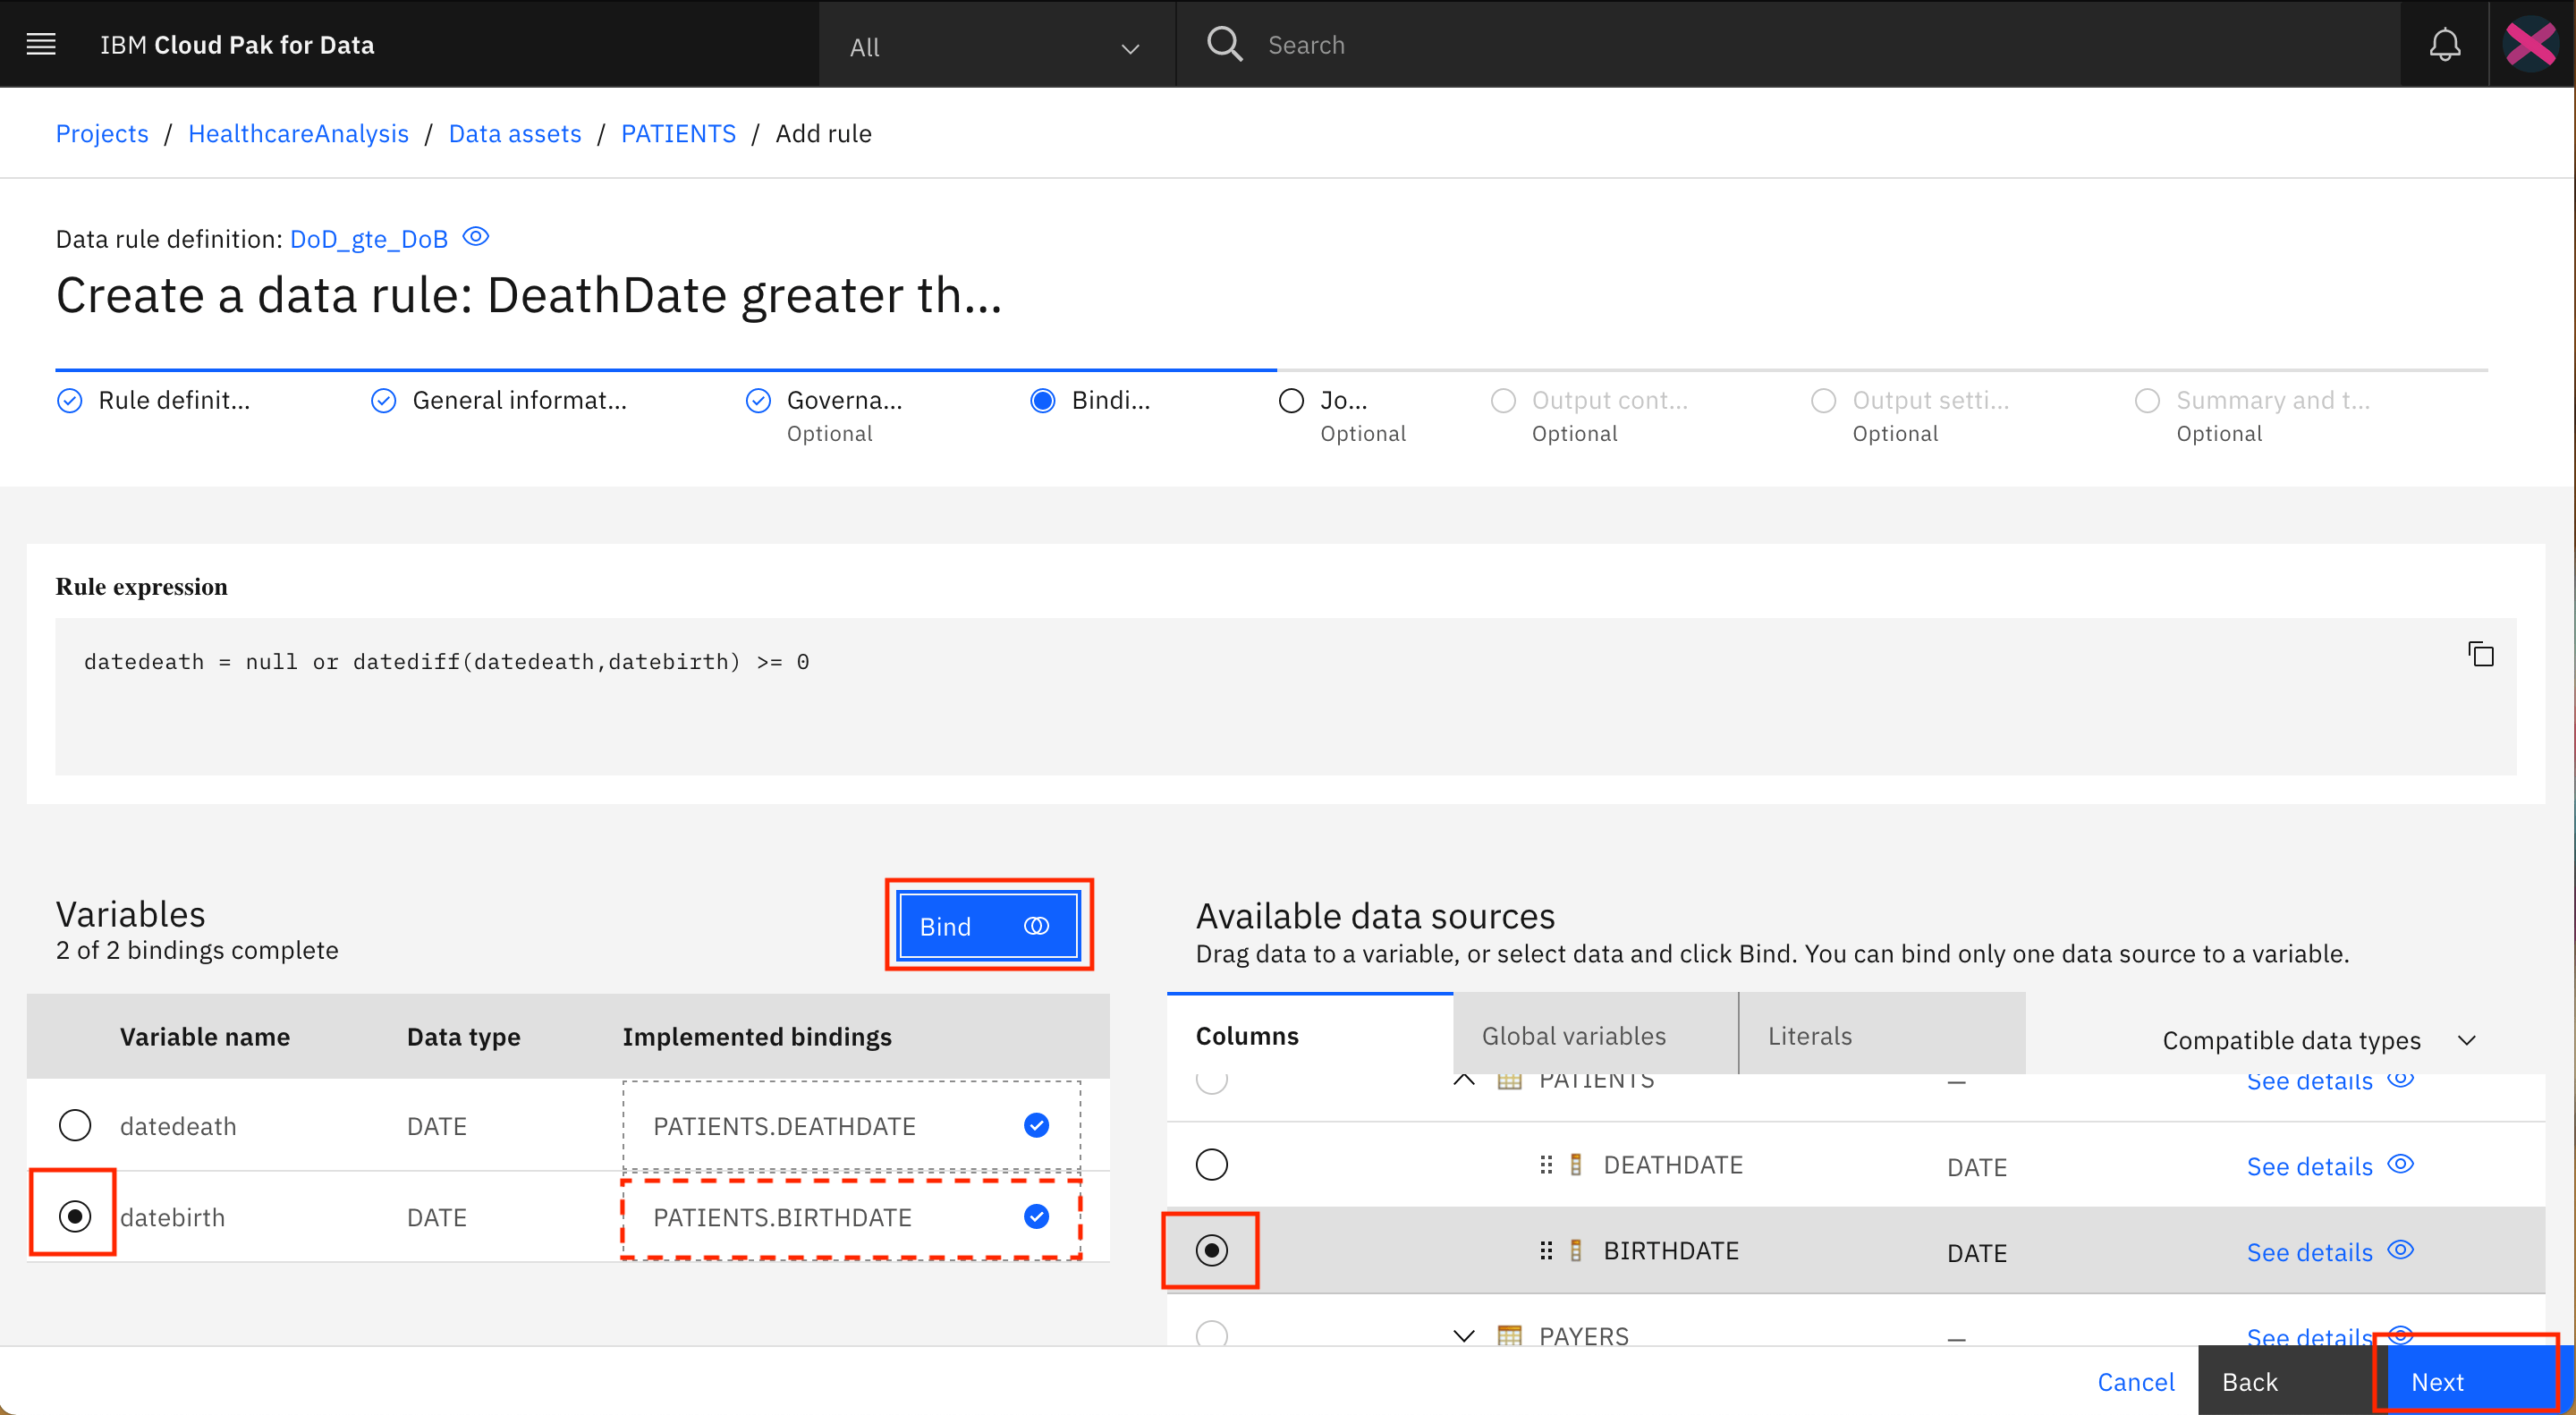 IBM Cloud Pak for Data
All
Search
Projects / HealthcareAnalysis / Data assets / PATIENTS / Add rule
Data rule definition: DoD_gte_DoB
Create a data rule: DeathDate greater th...
Rule definit...
General informat...
Governa...
Optional
Bindi...
Jo...
Optional
Output cont...
Optional
Output setti...
Optional
Summary and t...
Optional
Rule expression
datedeath = null or datediff(datedeath,datebirth) >= 0
Variables
2 of 2 bindings complete
Bind
Variable name Data type Implemented bindings
datedeath DATE PATIENTS.DEATHDATE
datebirth DATE PATIENTS.BIRTHDATE
Available data sources
Drag data to a variable, or select data and click Bind. You can bind only one data source to a variable.
Columns Global variables Literals Compatible data types
PATIENTS — See details
DEATHDATE DATE See details
BIRTHDATE DATE See details
PAYERS — See details
Cancel Back Next